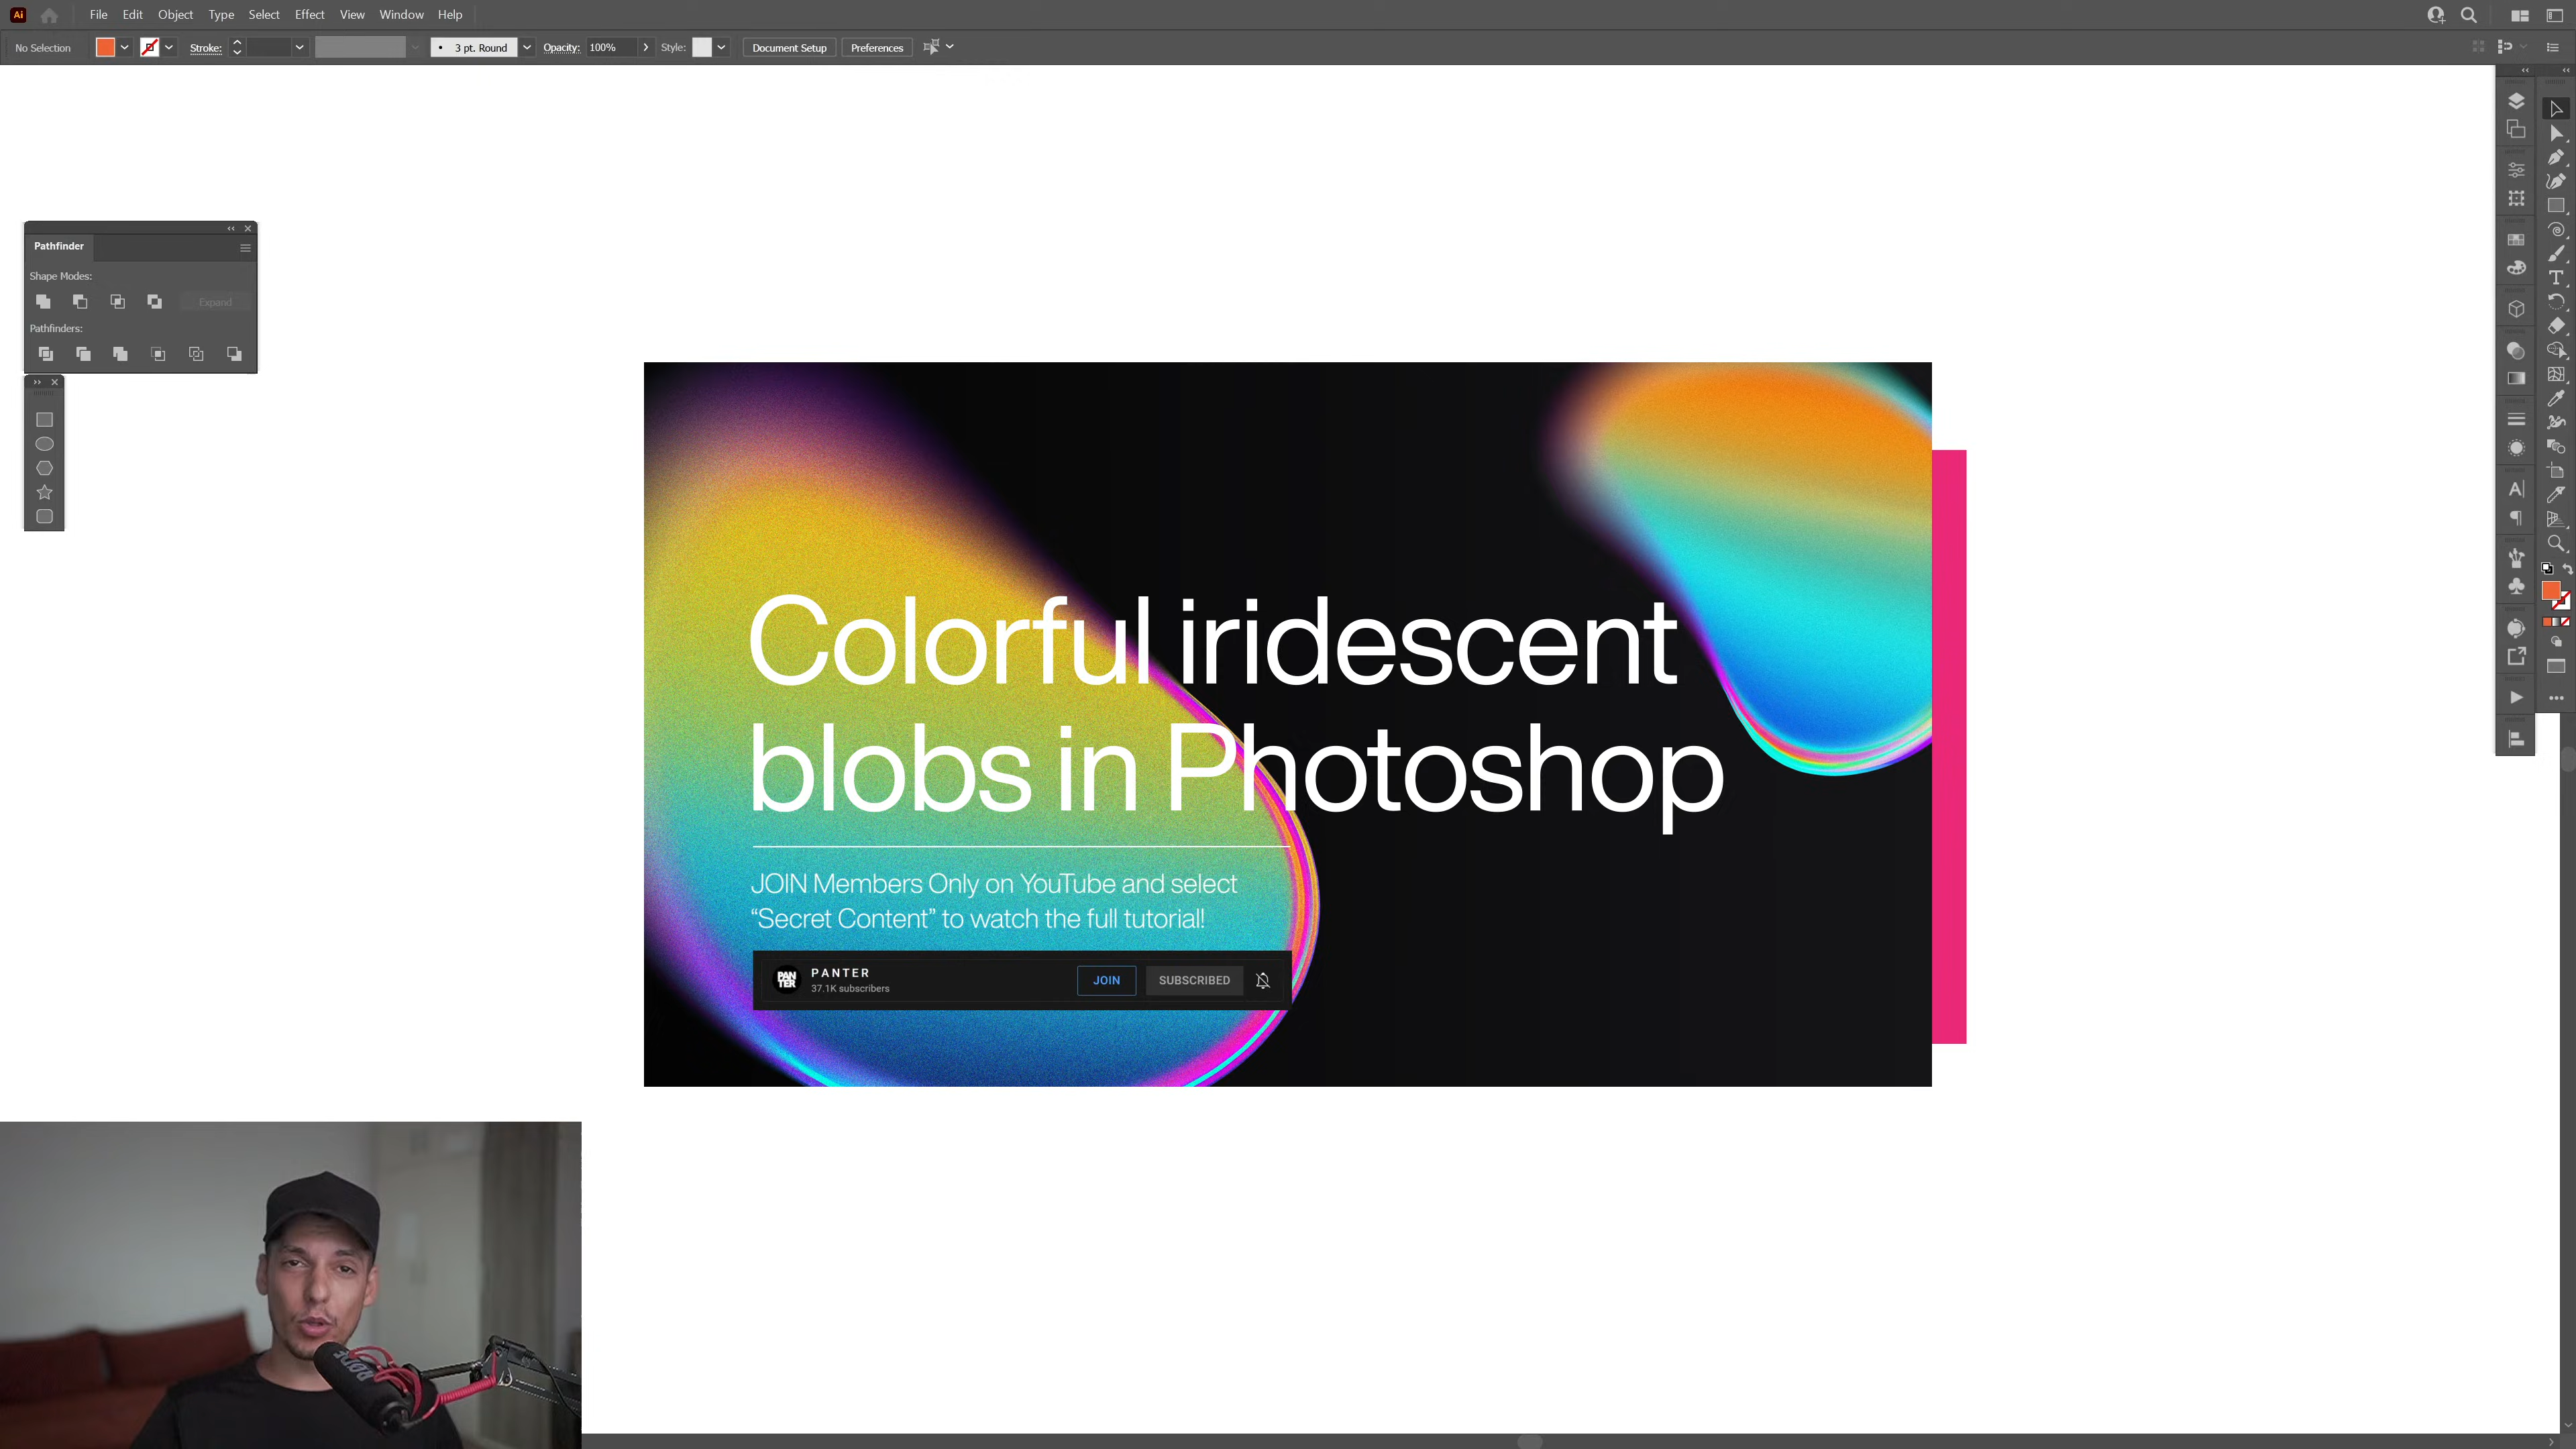 Ai File Edit Object Type Select Effect View Window Help
No Selection Stroke: 3 pt. Round Opacity: 100% Style: Document Setup Preferences
Pathfinder
Shape Modes:
Expand
Pathfinders:
Colorful iridescent
blobs in Photoshop
JOIN Members Only on YouTube and select
“Secret Content” to watch the full tutorial!
PAN
TER
PANTER
37.1K subscribers
JOIN SUBSCRIBED
RØDE